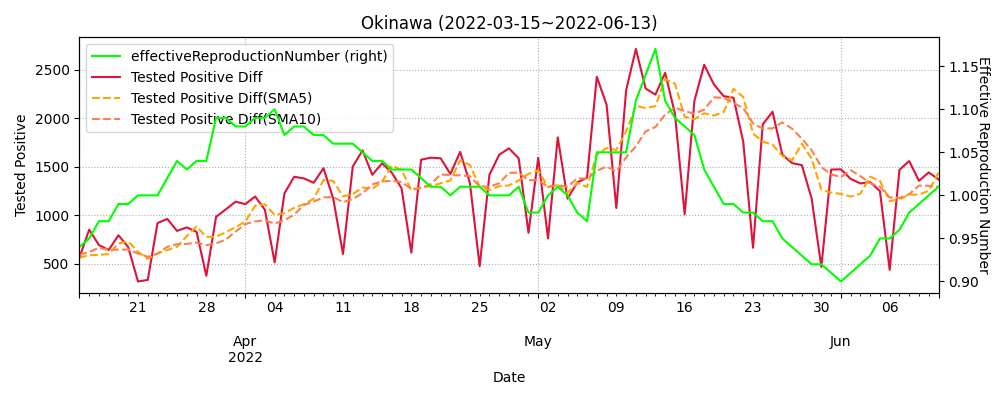 Okinawa (2022-03-15~2022-06-13)
effectiveReproductionNumber (right)
Tested Positive Diff
Tested Positive Diff(SMA5)
Tested Positive Diff(SMA10)
Tested Positive
2500
2000
1500
1000
500
Effective Reproduction Number
1.15
1.10
1.05
1.00
0.95
0.90
21 28 04 11 18 25 02 09 16 23 30 06
Apr May Jun
2022
Date